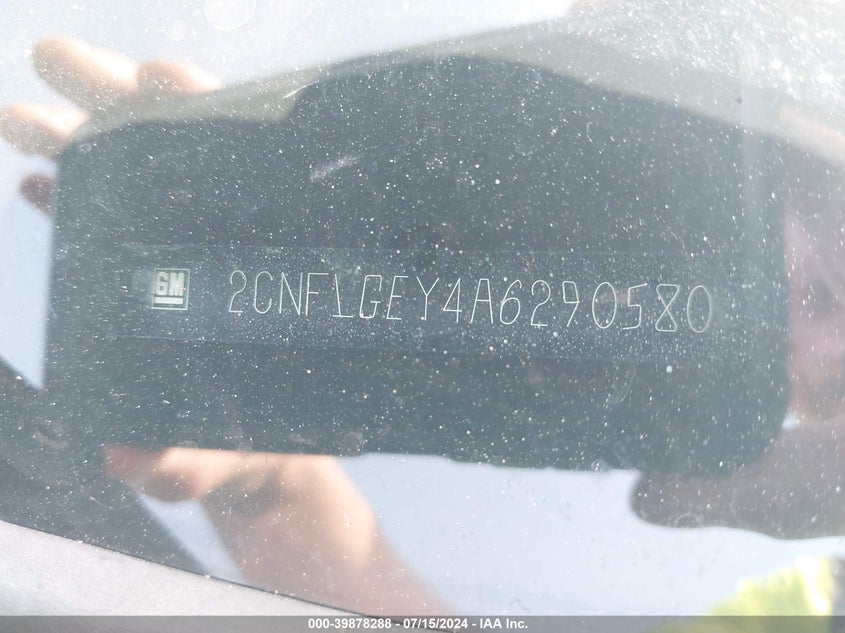 GM 2CNFLGEY4A6290580
000-39878288 - 07/15/2024 - IAA Inc.